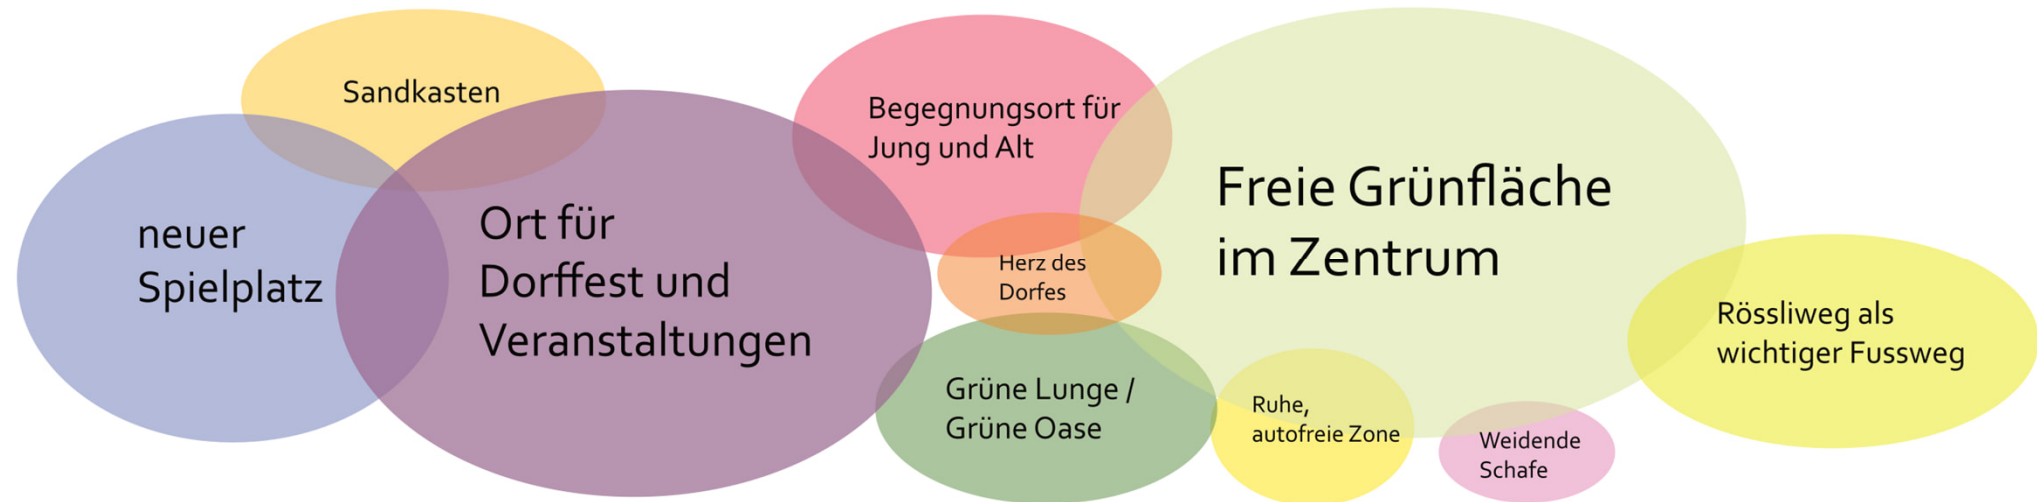 Sandkasten
neuer
Spielplatz
Ort für
Dorffest und
Veranstaltungen
Begegnungsort für
Jung und Alt
Herz des
Dorfes
Grüne Lunge /
Grüne Oase
Freie Grünfläche
im Zentrum
Ruhe,
autofreie Zone
Weidende
Schafe
Rössliweg als
wichtiger Fussweg